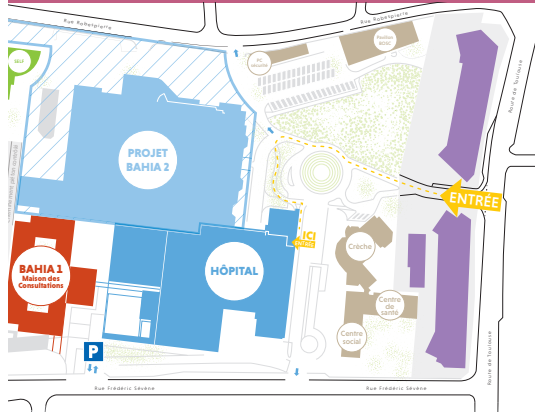 Rue Robespierre
Rue Robespierre
SELF
PC
sécurité
Pavillon
BOSC
Route de Toulouse
PROJET
BAHIA 2
ENTRÉE
ICI
ENTRÉE
BAHIA 1
Maison des
Consultations
HÔPITAL
Crèche
Centre
de
santé
Centre
social
P
Route de Toulouse
Rue Frédéric Sévène
Rue Frédéric Sévène